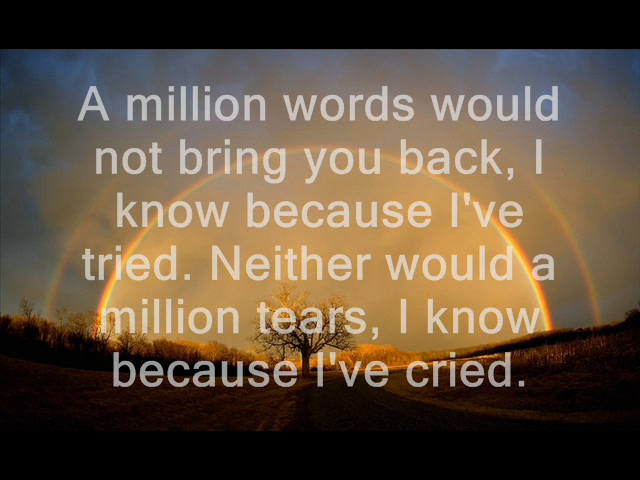 A million words would
not bring you back, I
know because I've
tried. Neither would a
million tears, I know
because I've cried.